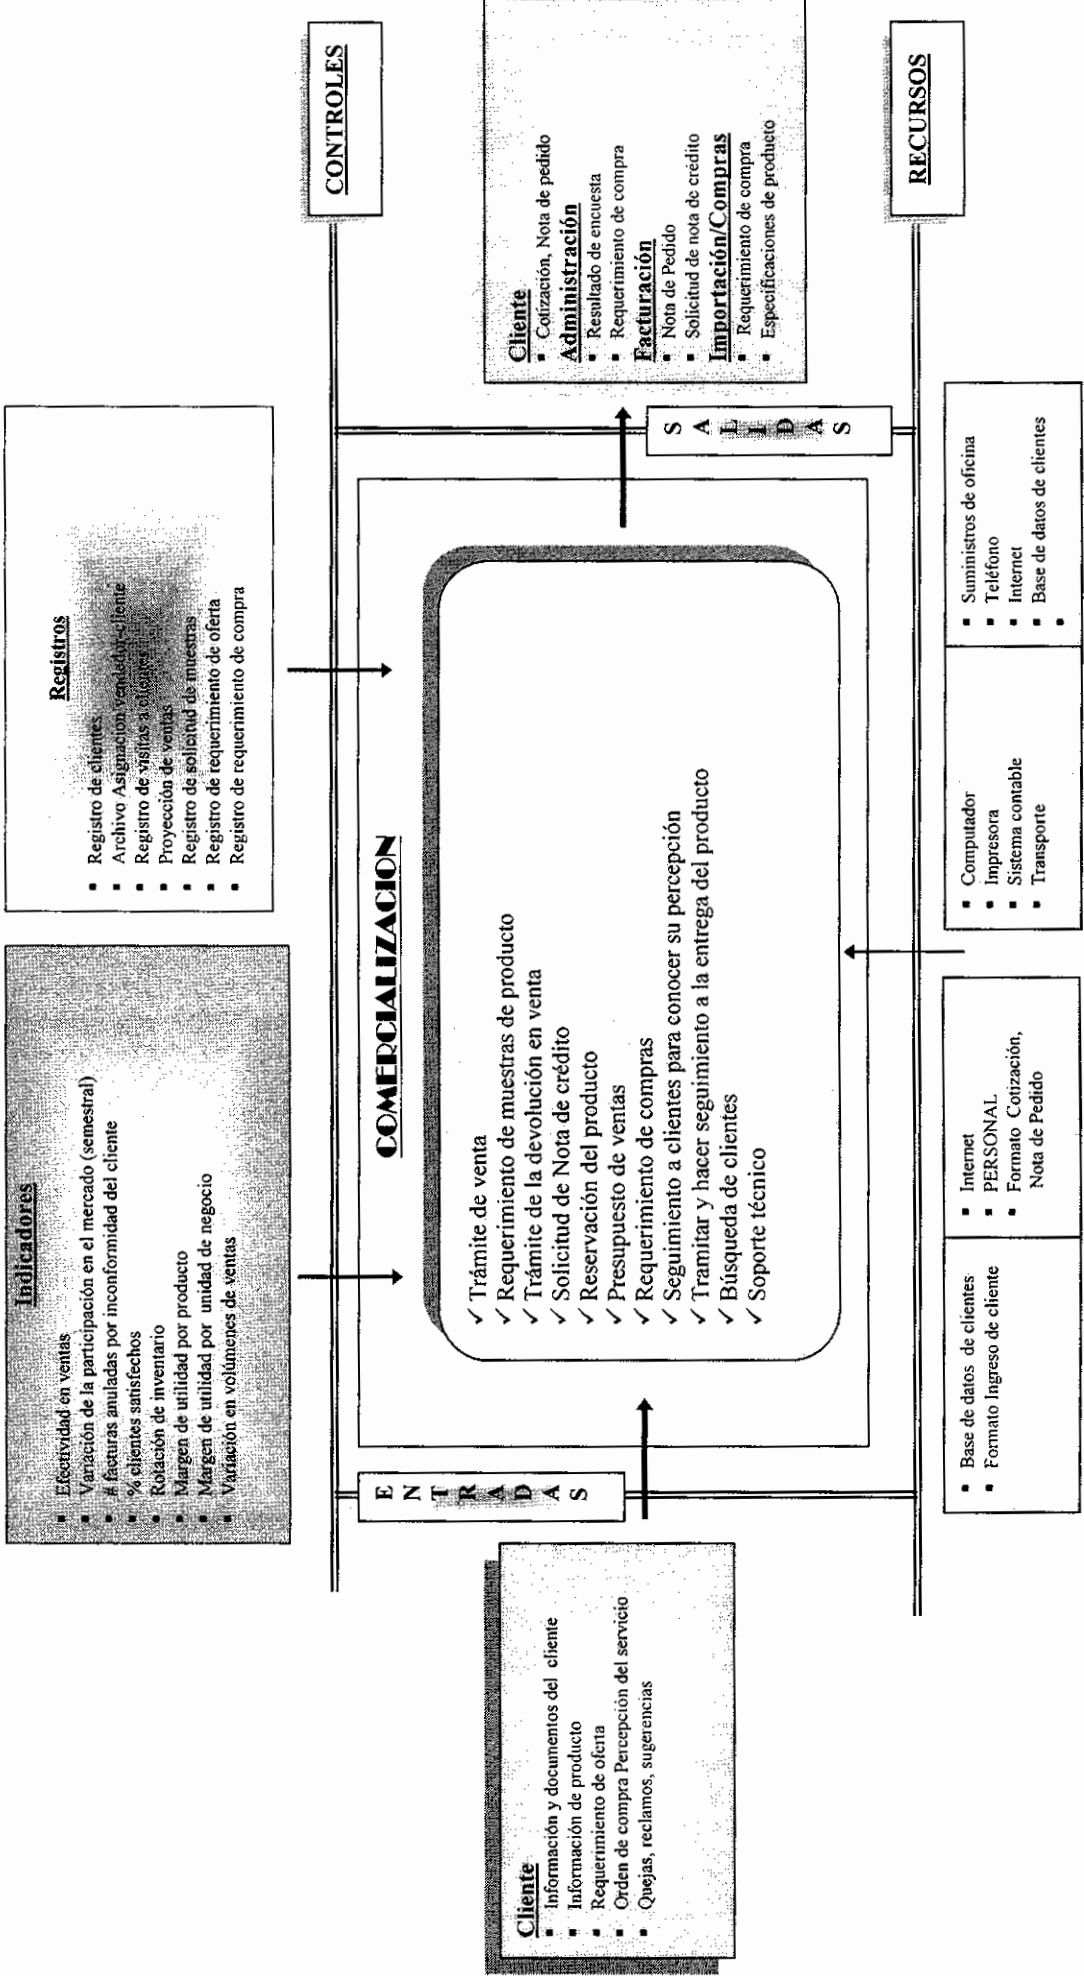 Indicadores
▪ Efectividad en ventas
▪ Variación de la participación en el mercado (semestral)
▪ # facturas anuladas por inconformidad del cliente
▪ % clientes satisfechos
▪ Rotación de inventario
▪ Margen de utilidad por producto
▪ Margen de utilidad por unidad de negocio
▪ Variación en volúmenes de ventas
Registros
▪ Registro de clientes
▪ Archivo Asignación vendedor-cliente
▪ Registro de visitas a clientes
▪ Proyección de ventas
▪ Registro de solicitud de muestras
▪ Registro de requerimiento de oferta
▪ Registro de requerimiento de compra
CONTROLES
Cliente
▪ Información y documentos del cliente
▪ Información de producto
▪ Requerimiento de oferta
▪ Orden de compra Percepción del servicio
▪ Quejas, reclamos, sugerencias
ENTRADAS
COMERCIALIZACION
✓ Trámite de venta
✓ Requerimiento de muestras de producto
✓ Trámite de la devolución en venta
✓ Solicitud de Nota de crédito
✓ Reservación del producto
✓ Presupuesto de ventas
✓ Requerimiento de compras
✓ Seguimiento a clientes para conocer su percepción
✓ Tramitar y hacer seguimiento a la entrega del producto
✓ Búsqueda de clientes
✓ Soporte técnico
SALIDAS
Cliente
▪ Cotización, Nota de pedido
Administración
▪ Resultado de encuesta
▪ Requerimiento de compra
Facturación
▪ Nota de Pedido
▪ Solicitud de nota de crédito
Importación/Compras
▪ Requerimiento de compra
▪ Especificaciones de producto
RECURSOS
▪ Base de datos de clientes
▪ Formato Ingreso de cliente
▪ Internet
▪ PERSONAL
▪ Formato Cotización,
Nota de Pedido
▪ Computador
▪ Impresora
▪ Sistema contable
▪ Transporte
▪ Suministros de oficina
▪ Teléfono
▪ Internet
▪ Base de datos de clientes
▪